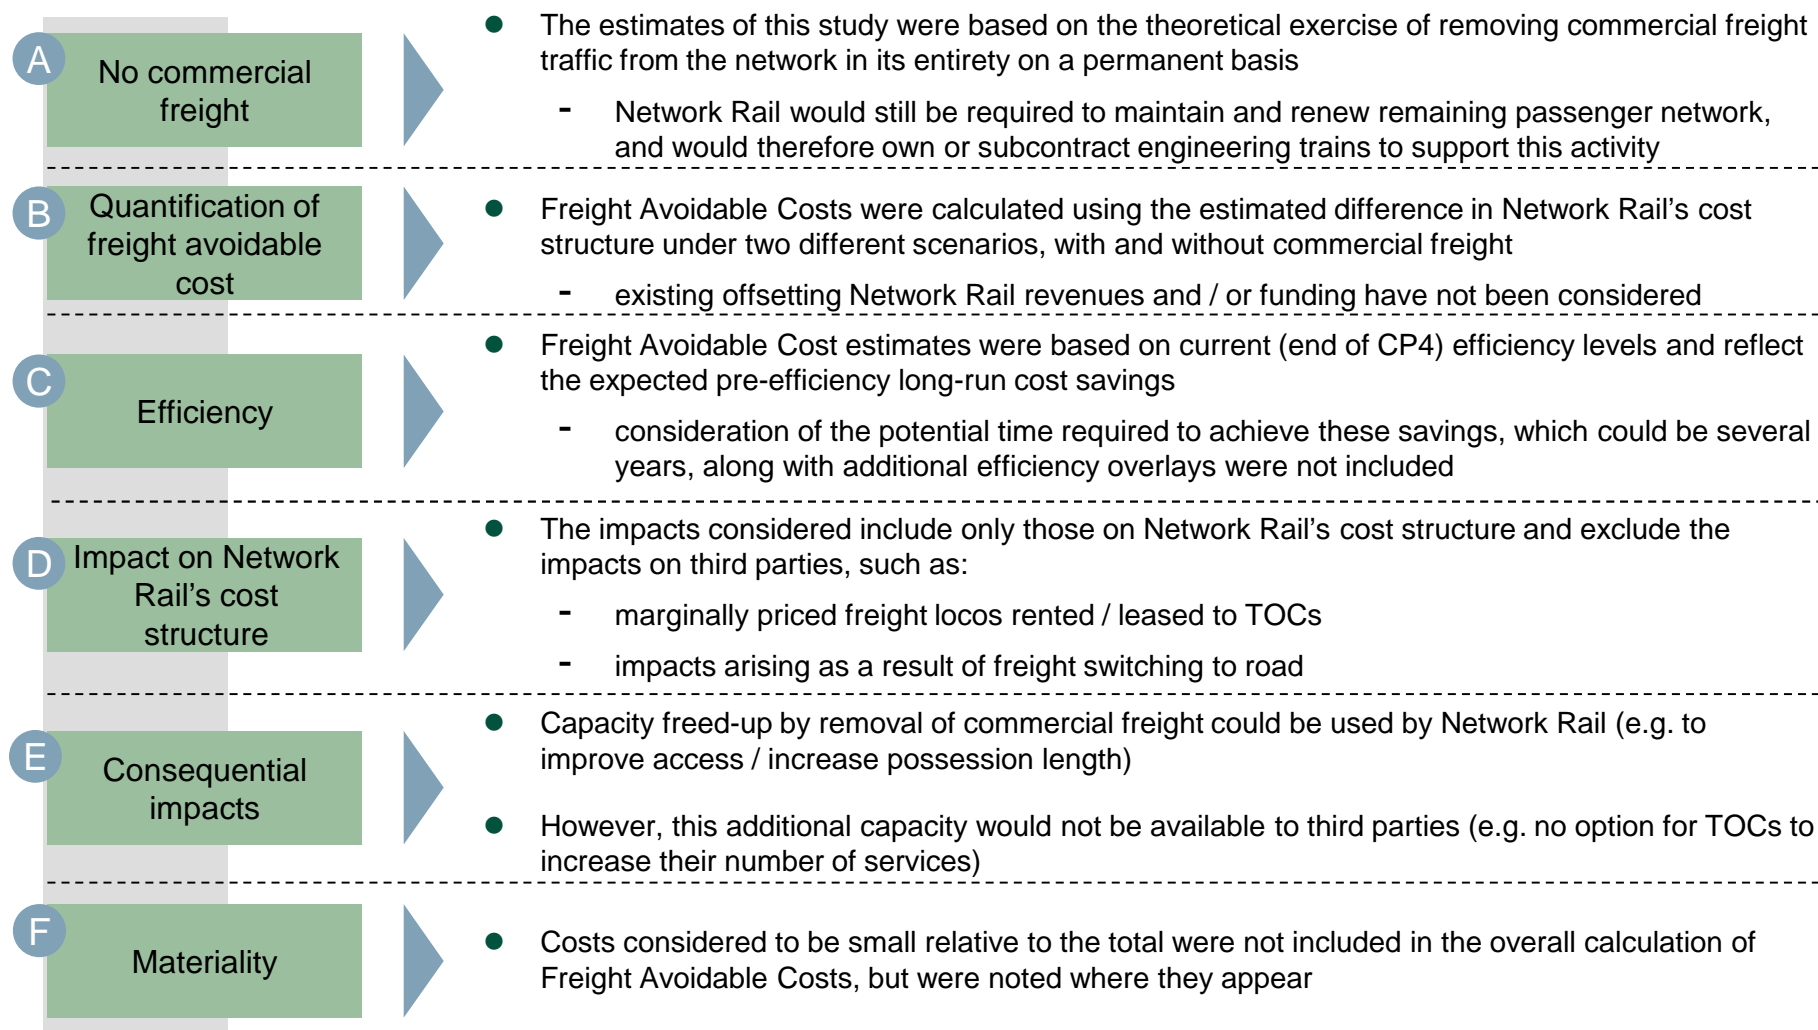 A
No commercial
freight
● The estimates of this study were based on the theoretical exercise of removing commercial freight
traffic from the network in its entirety on a permanent basis
- Network Rail would still be required to maintain and renew remaining passenger network,
and would therefore own or subcontract engineering trains to support this activity
B
Quantification of
freight avoidable
cost
● Freight Avoidable Costs were calculated using the estimated difference in Network Rail’s cost
structure under two different scenarios, with and without commercial freight
- existing offsetting Network Rail revenues and / or funding have not been considered
C
Efficiency
● Freight Avoidable Cost estimates were based on current (end of CP4) efficiency levels and reflect
the expected pre-efficiency long-run cost savings
- consideration of the potential time required to achieve these savings, which could be several
years, along with additional efficiency overlays were not included
D
Impact on Network
Rail’s cost
structure
● The impacts considered include only those on Network Rail’s cost structure and exclude the
impacts on third parties, such as:
- marginally priced freight locos rented / leased to TOCs
- impacts arising as a result of freight switching to road
E
Consequential
impacts
● Capacity freed-up by removal of commercial freight could be used by Network Rail (e.g. to
improve access / increase possession length)
● However, this additional capacity would not be available to third parties (e.g. no option for TOCs to
increase their number of services)
F
Materiality
● Costs considered to be small relative to the total were not included in the overall calculation of
Freight Avoidable Costs, but were noted where they appear